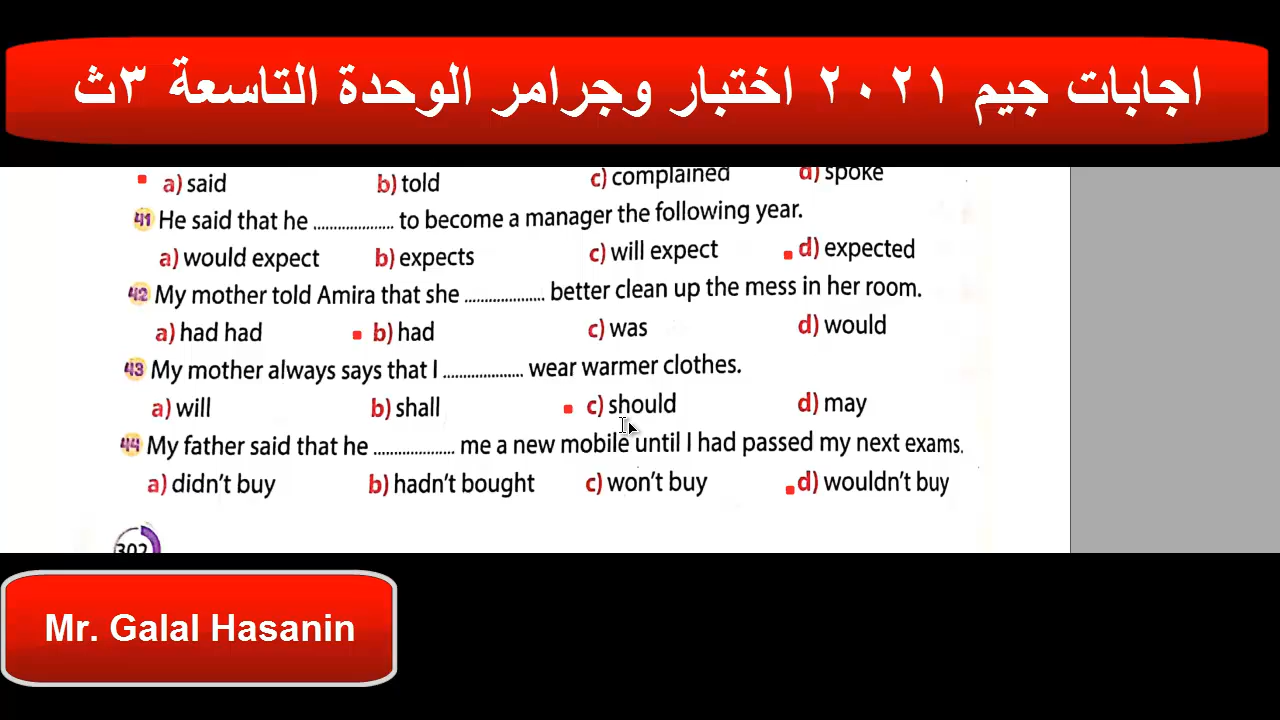 اجابات جيم ٢٠٢١ اختبار وجرامر الوحدة التاسعة ٣ث
a) said b) told c) complained d) spoke
41 He said that he .................... to become a manager the following year.
a) would expect b) expects c) will expect d) expected
42 My mother told Amira that she .................... better clean up the mess in her room.
a) had had b) had c) was d) would
43 My mother always says that I .................... wear warmer clothes.
a) will b) shall c) should d) may
44 My father said that he .................... me a new mobile until I had passed my next exams.
a) didn't buy b) hadn't bought c) won't buy d) wouldn't buy
302
Mr. Galal Hasanin